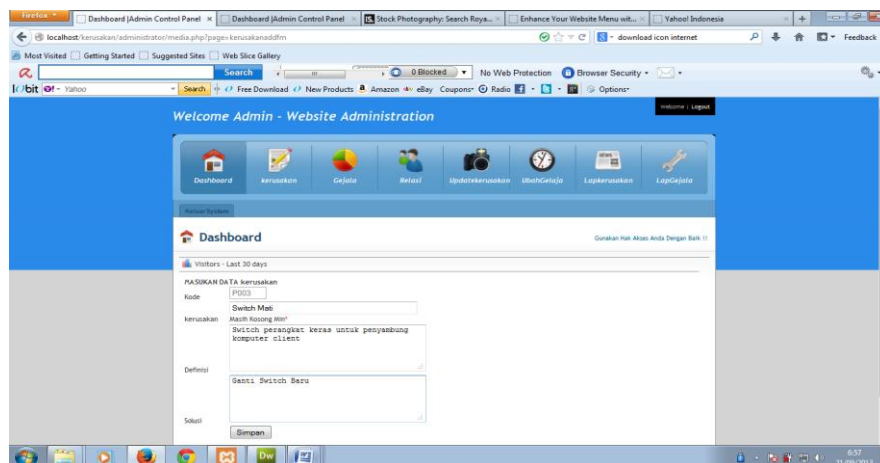 Firefox
Dashboard |Admin Control Panel × Dashboard |Admin Control Panel × Stock Photography: Search Roya... × Enhance Your Website Menu wit... × Yahoo! Indonesia × +
localhost/kerusakan/administrator/media.php?page=kerusakanaddfm download icon internet Feedback
Most Visited Getting Started Suggested Sites Web Slice Gallery
Search 0 Blocked No Web Protection Browser Security
IObit Yahoo Search Free Download New Products Amazon eBay Coupons Radio Options
Welcome Admin - Website Administration
Welcome | Logout
Dashboard kerusakan Gejala Relasi Updatekerusakan UbahGejala Lapkerusakan LapGejala
Dashboard
Gunakan Hak Akses Anda Dengan Baik !!
Visitors - Last 30 days
MASUKAN DATA kerusakan
Kode P003
Switch Mati
kerusakan Masih Kosong Min*
Switch perangkat keras untuk penyambung
komputer client
Definisi
Ganti Switch Baru
Solusi
Simpan
Dw
6:57